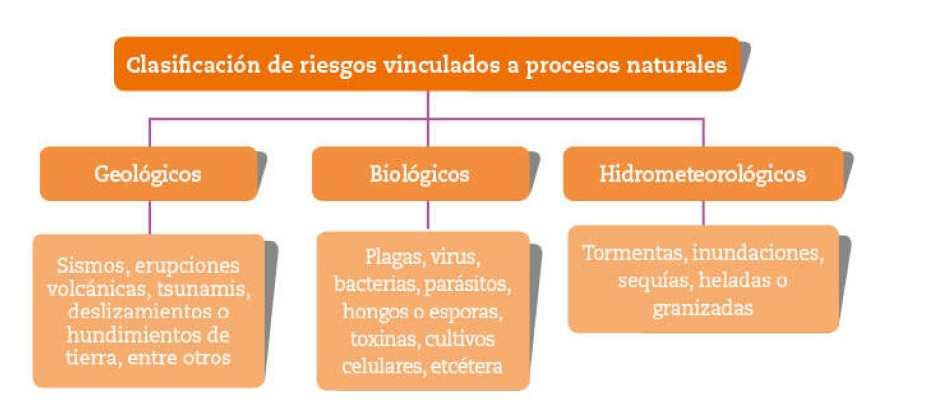 Clasificación de riesgos vinculados a procesos naturales
Geológicos
Sismos, erupciones
volcánicas, tsunamis,
deslizamientos o
hundimientos de
tierra, entre otros
Biológicos
Plagas, virus,
bacterias, parásitos,
hongos o esporas,
toxinas, cultivos
celulares, etcétera
Hidrometeorológicos
Tormentas, inundaciones,
sequías, heladas o
granizadas